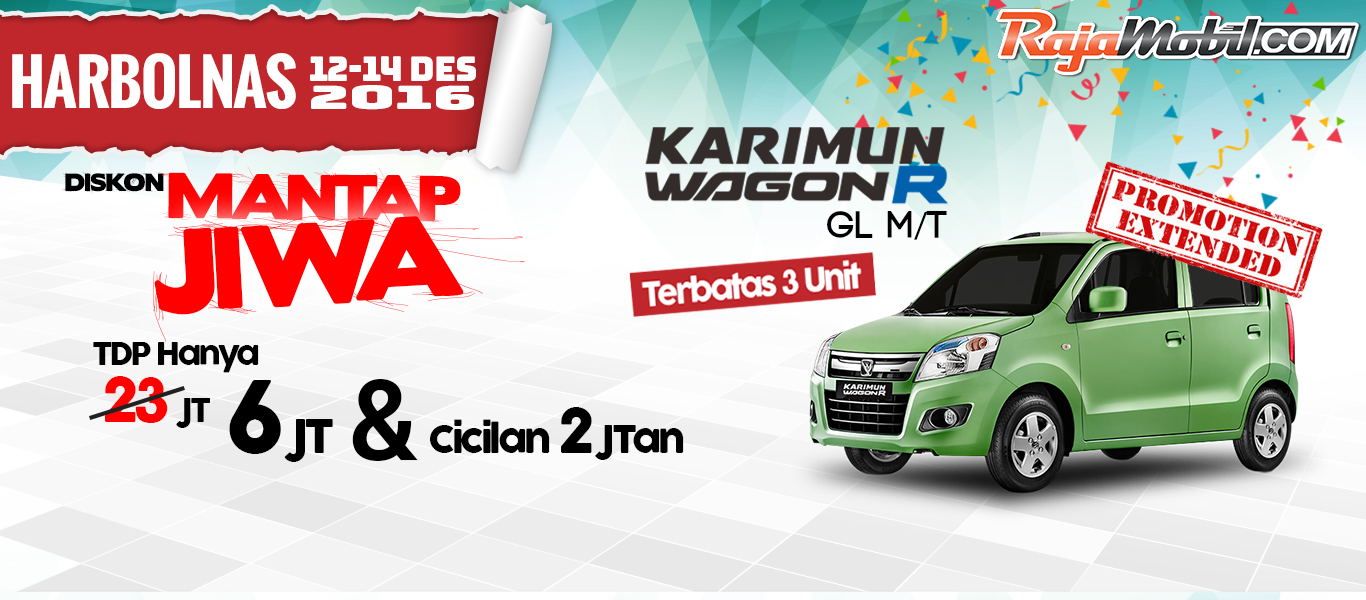 HARBOLNAS 12-14 DES
2016
RajaMobil.COM
DISKON MANTAP
JIWA
KARIMUN
WAGON R
GL M/T
PROMOTION
EXTENDED
Terbatas 3 Unit
TDP Hanya
23 JT 6 JT & Cicilan 2 JTan
KARIMUN
WAGON R